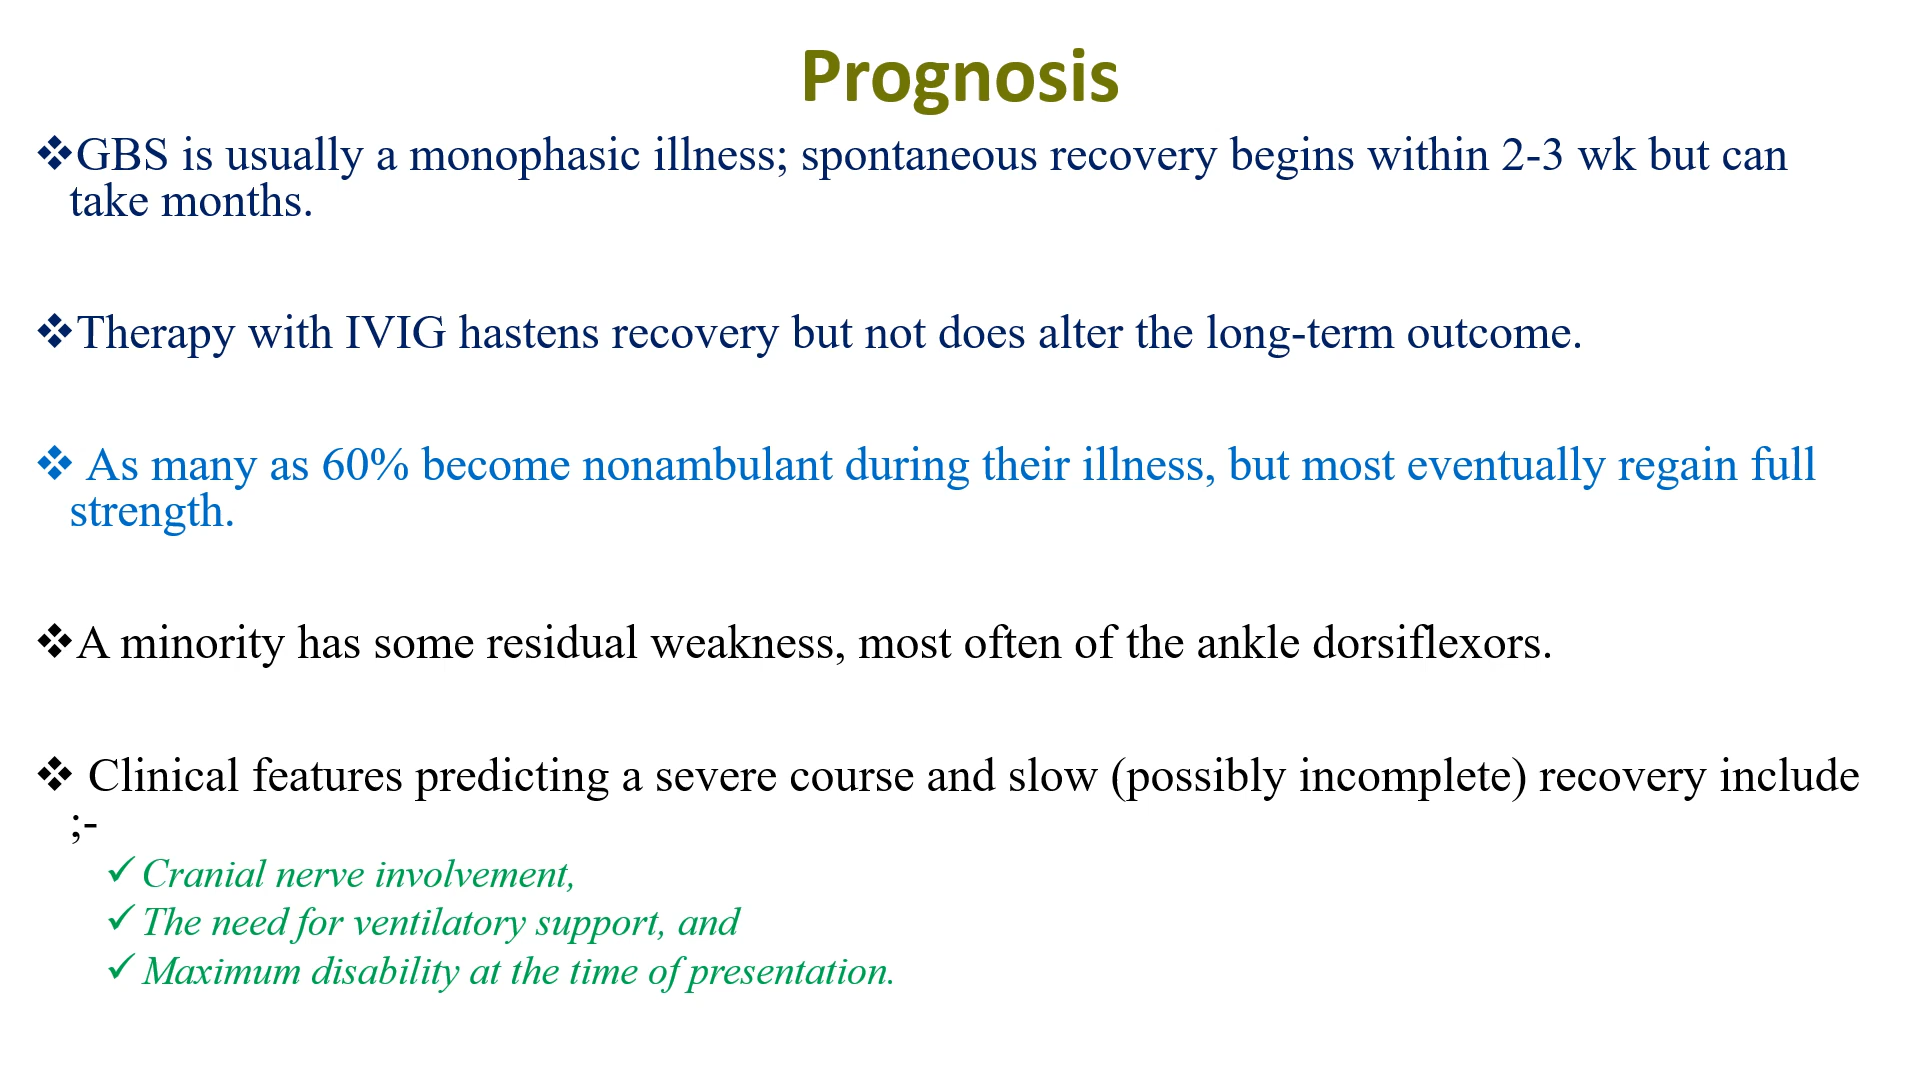 Prognosis
❖GBS is usually a monophasic illness; spontaneous recovery begins within 2-3 wk but can
take months.
❖Therapy with IVIG hastens recovery but not does alter the long-term outcome.
❖ As many as 60% become nonambulant during their illness, but most eventually regain full
strength.
❖A minority has some residual weakness, most often of the ankle dorsiflexors.
❖ Clinical features predicting a severe course and slow (possibly incomplete) recovery include
;-
✓Cranial nerve involvement,
✓The need for ventilatory support, and
✓Maximum disability at the time of presentation.